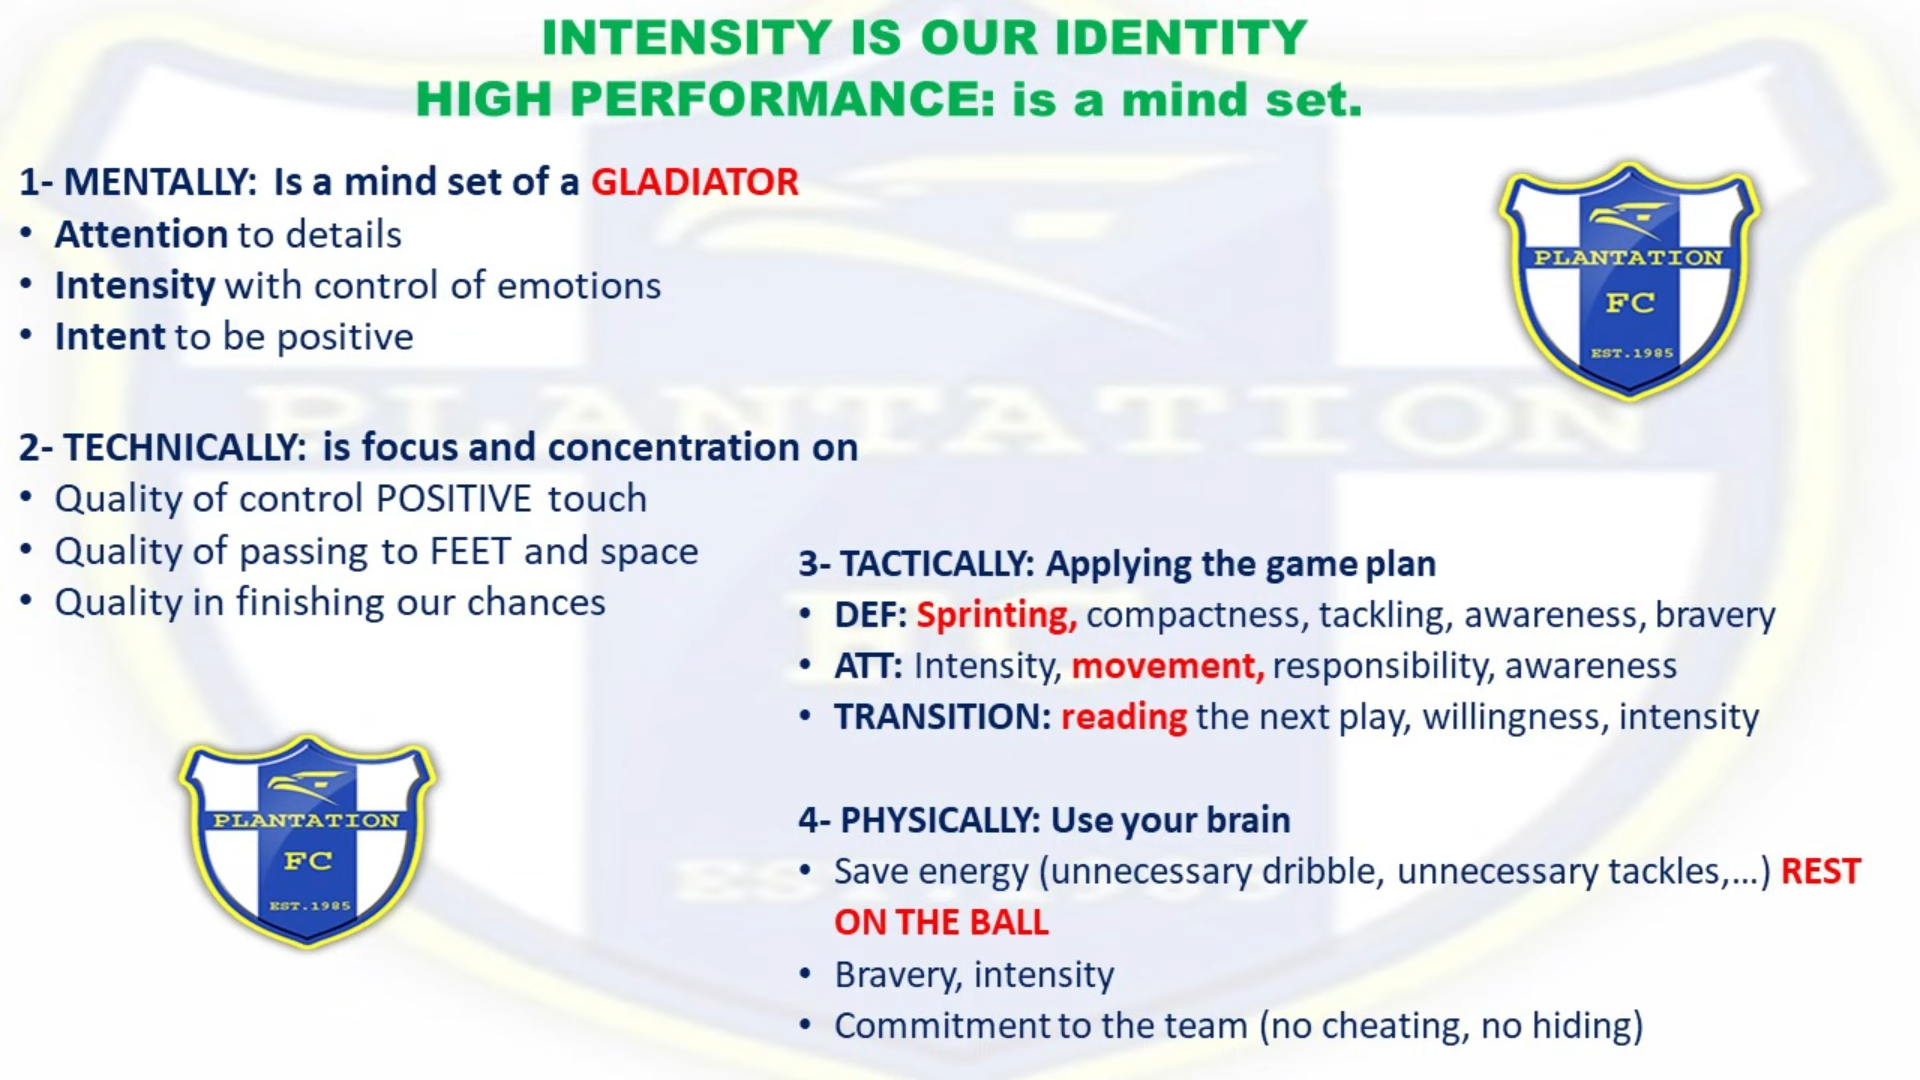 INTENSITY IS OUR IDENTITY
HIGH PERFORMANCE: is a mind set.
1- MENTALLY: Is a mind set of a GLADIATOR
• Attention to details
• Intensity with control of emotions
• Intent to be positive
2- TECHNICALLY: is focus and concentration on
• Quality of control POSITIVE touch
• Quality of passing to FEET and space
• Quality in finishing our chances
3- TACTICALLY: Applying the game plan
• DEF: Sprinting, compactness, tackling, awareness, bravery
• ATT: Intensity, movement, responsibility, awareness
• TRANSITION: reading the next play, willingness, intensity
4- PHYSICALLY: Use your brain
• Save energy (unnecessary dribble, unnecessary tackles,...) REST
ON THE BALL
• Bravery, intensity
• Commitment to the team (no cheating, no hiding)
PLANTATION
FC
EST.1985
PLANTATION
FC
EST.1985
PLANTATION
FC
EST.1985